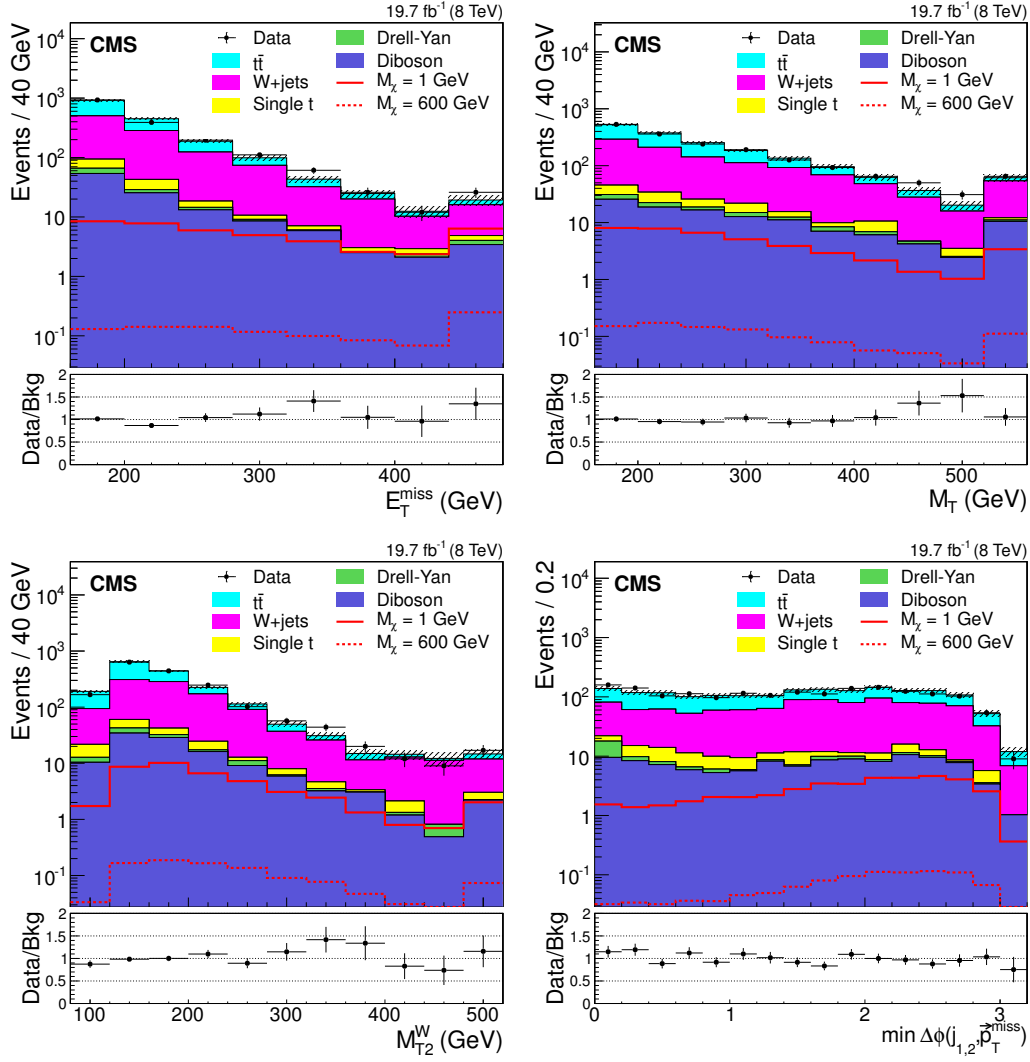 19.7 fb⁻¹ (8 TeV)
CMS
Data
tt̄
W+jets
Single t
Drell-Yan
Diboson
Mχ = 1 GeV
Mχ = 600 GeV
Events / 40 GeV
10⁴
10³
10²
10
1
10⁻¹
Data/Bkg
2
1.5
1
0.5
0
200 300 400
E_T^miss (GeV)
19.7 fb⁻¹ (8 TeV)
CMS
Data
tt̄
W+jets
Single t
Drell-Yan
Diboson
Mχ = 1 GeV
Mχ = 600 GeV
Events / 40 GeV
10⁴
10³
10²
10
1
10⁻¹
Data/Bkg
2
1.5
1
0.5
0
200 300 400 500
M_T (GeV)
19.7 fb⁻¹ (8 TeV)
CMS
Data
tt̄
W+jets
Single t
Drell-Yan
Diboson
Mχ = 1 GeV
Mχ = 600 GeV
Events / 40 GeV
10⁴
10³
10²
10
1
10⁻¹
Data/Bkg
2
1.5
1
0.5
0
100 200 300 400 500
M_T2^W (GeV)
19.7 fb⁻¹ (8 TeV)
CMS
Data
tt̄
W+jets
Single t
Drell-Yan
Diboson
Mχ = 1 GeV
Mχ = 600 GeV
Events / 0.2
10⁴
10³
10²
10
1
10⁻¹
Data/Bkg
2
1.5
1
0.5
0
0 1 2 3
min Δϕ(j₁,₂,p⃗_T^miss)